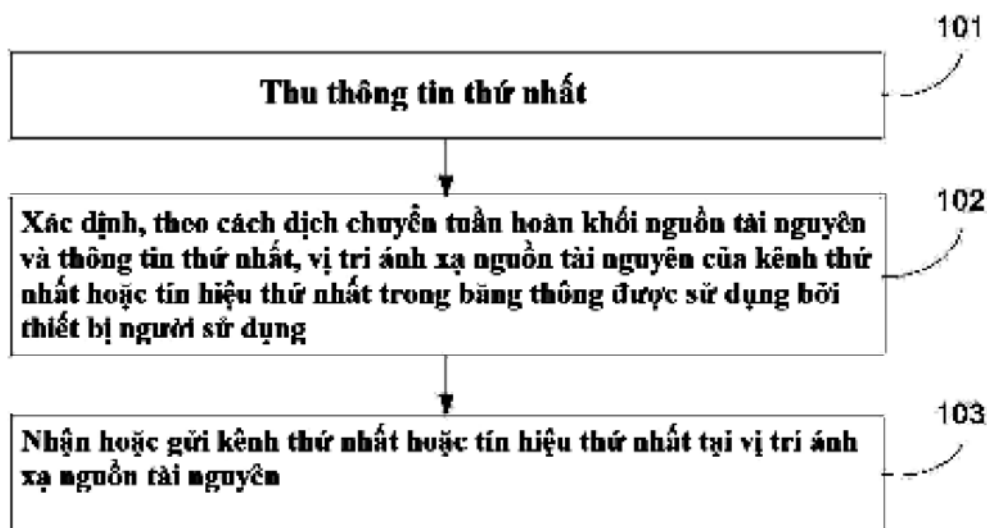 101
Thu thông tin thứ nhất
102
Xác định, theo cách dịch chuyển tuần hoàn khối nguồn tài nguyên
và thông tin thứ nhất, vị trí ánh xạ nguồn tài nguyên của kênh thứ
nhất hoặc tín hiệu thứ nhất trong băng thông được sử dụng bởi
thiết bị người sử dụng
103
Nhận hoặc gửi kênh thứ nhất hoặc tín hiệu thứ nhất tại vị trí ánh
xạ nguồn tài nguyên